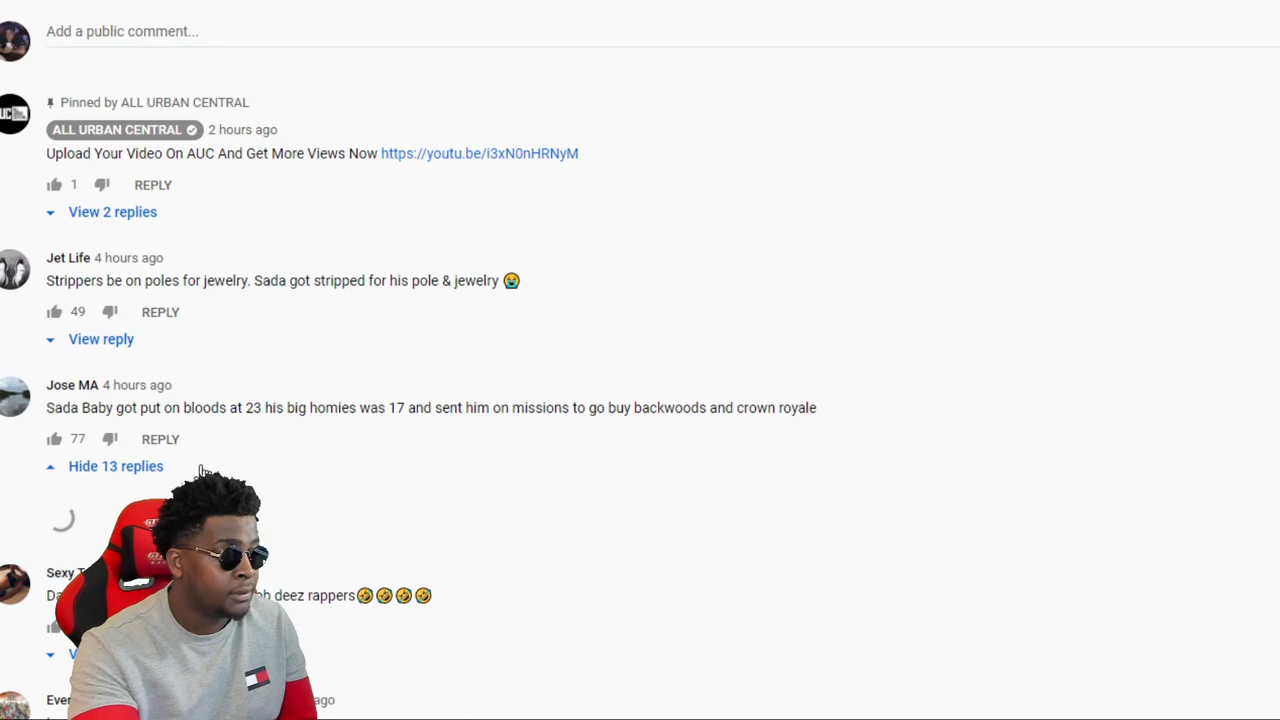 Add a public comment...
Pinned by ALL URBAN CENTRAL
ALL URBAN CENTRAL 2 hours ago
Upload Your Video On AUC And Get More Views Now https://youtu.be/i3xN0nHRNyM
1 REPLY
View 2 replies
Jet Life 4 hours ago
Strippers be on poles for jewelry. Sada got stripped for his pole & jewelry 😭
49 REPLY
View reply
Jose MA 4 hours ago
Sada Baby got put on bloods at 23 his big homies was 17 and sent him on missions to go buy backwoods and crown royale
77 REPLY
Hide 13 replies
Sexy
deez rappers🤣🤣🤣🤣
ago